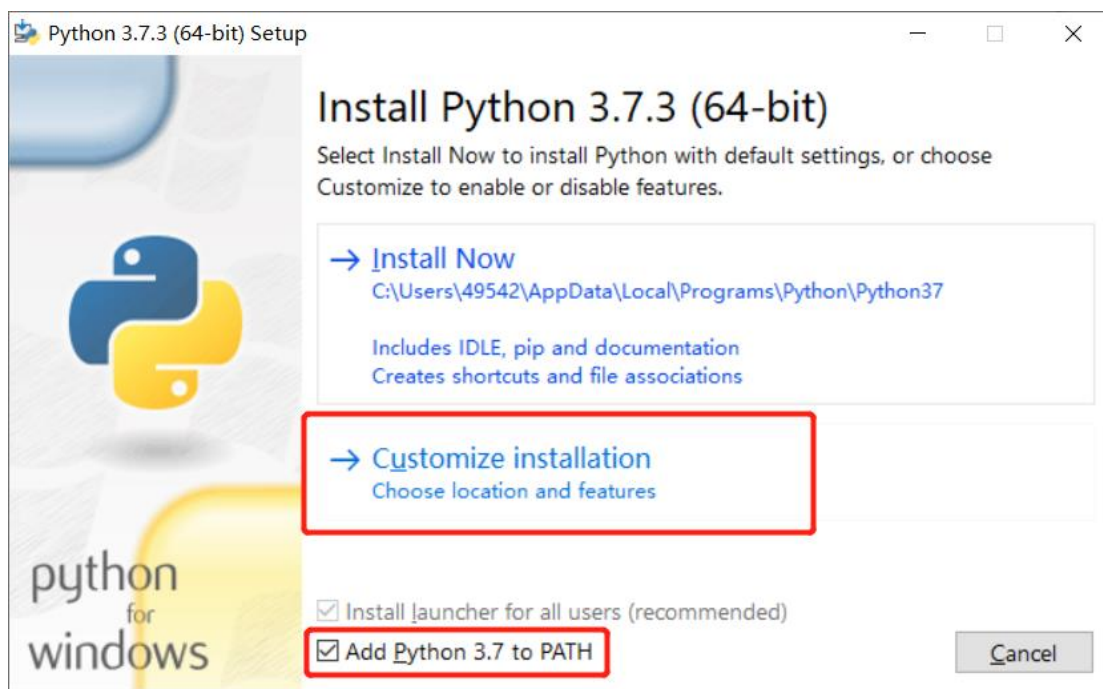 Python 3.7.3 (64-bit) Setup
Install Python 3.7.3 (64-bit)
Select Install Now to install Python with default settings, or choose
Customize to enable or disable features.
Install Now
C:\Users\49542\AppData\Local\Programs\Python\Python37
Includes IDLE, pip and documentation
Creates shortcuts and file associations
Customize installation
Choose location and features
python
for
windows
Install launcher for all users (recommended)
Add Python 3.7 to PATH
Cancel